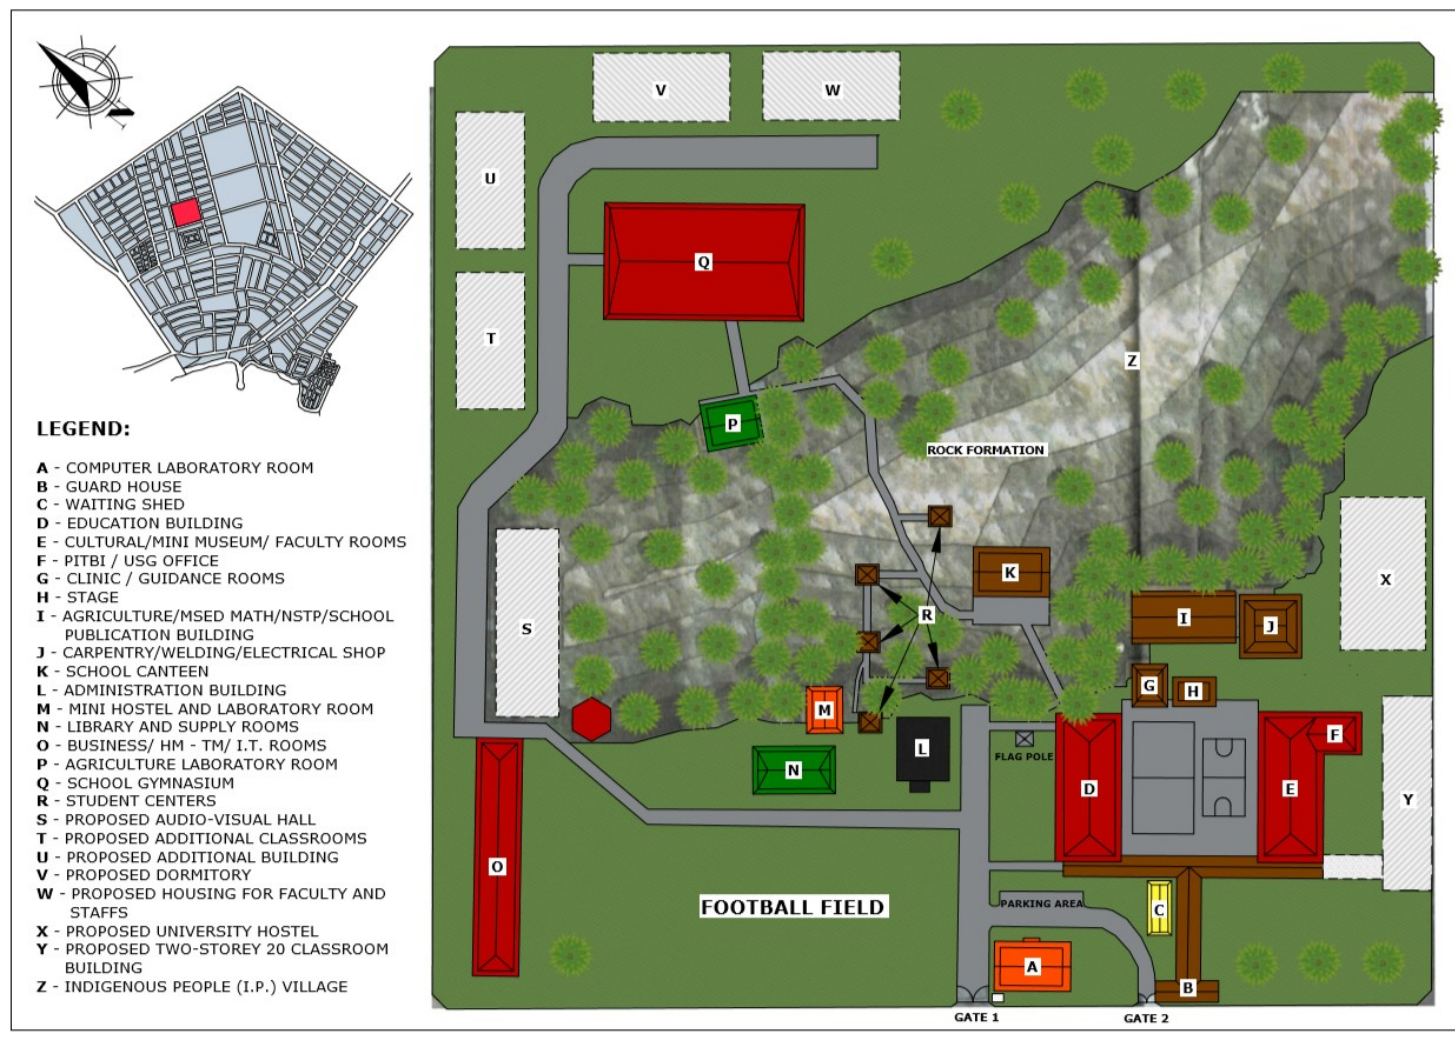 N
LEGEND:
A - COMPUTER LABORATORY ROOM
B - GUARD HOUSE
C - WAITING SHED
D - EDUCATION BUILDING
E - CULTURAL/MINI MUSEUM/ FACULTY ROOMS
F - PITBI / USG OFFICE
G - CLINIC / GUIDANCE ROOMS
H - STAGE
I - AGRICULTURE/MSED MATH/NSTP/SCHOOL
PUBLICATION BUILDING
J - CARPENTRY/WELDING/ELECTRICAL SHOP
K - SCHOOL CANTEEN
L - ADMINISTRATION BUILDING
M - MINI HOSTEL AND LABORATORY ROOM
N - LIBRARY AND SUPPLY ROOMS
O - BUSINESS/ HM - TM/ I.T. ROOMS
P - AGRICULTURE LABORATORY ROOM
Q - SCHOOL GYMNASIUM
R - STUDENT CENTERS
S - PROPOSED AUDIO-VISUAL HALL
T - PROPOSED ADDITIONAL CLASSROOMS
U - PROPOSED ADDITIONAL BUILDING
V - PROPOSED DORMITORY
W - PROPOSED HOUSING FOR FACULTY AND
STAFFS
X - PROPOSED UNIVERSITY HOSTEL
Y - PROPOSED TWO-STOREY 20 CLASSROOM
BUILDING
Z - INDIGENOUS PEOPLE (I.P.) VILLAGE
V
W
U
Q
T
Z
P
ROCK FORMATION
K
X
R
S
I
J
G
H
M
L
FLAG POLE
F
N
D
E
Y
O
FOOTBALL FIELD
PARKING AREA
C
A
B
GATE 1
GATE 2